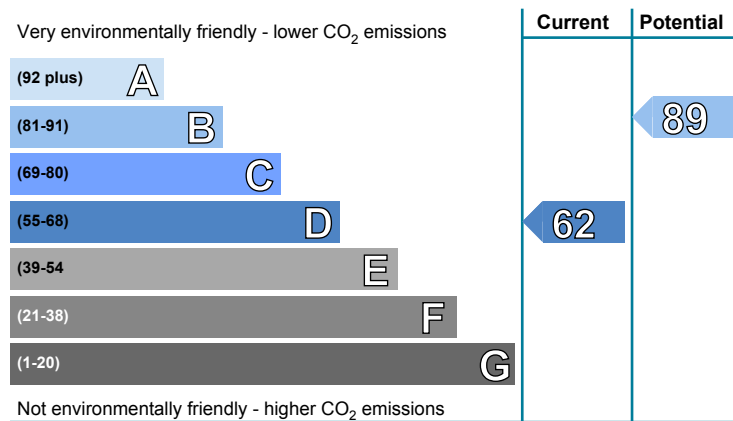 Very environmentally friendly - lower CO2 emissions
Current
Potential
(92 plus) A
(81-91) B
89
(69-80) C
(55-68) D
62
(39-54 E
(21-38) F
(1-20) G
Not environmentally friendly - higher CO2 emissions